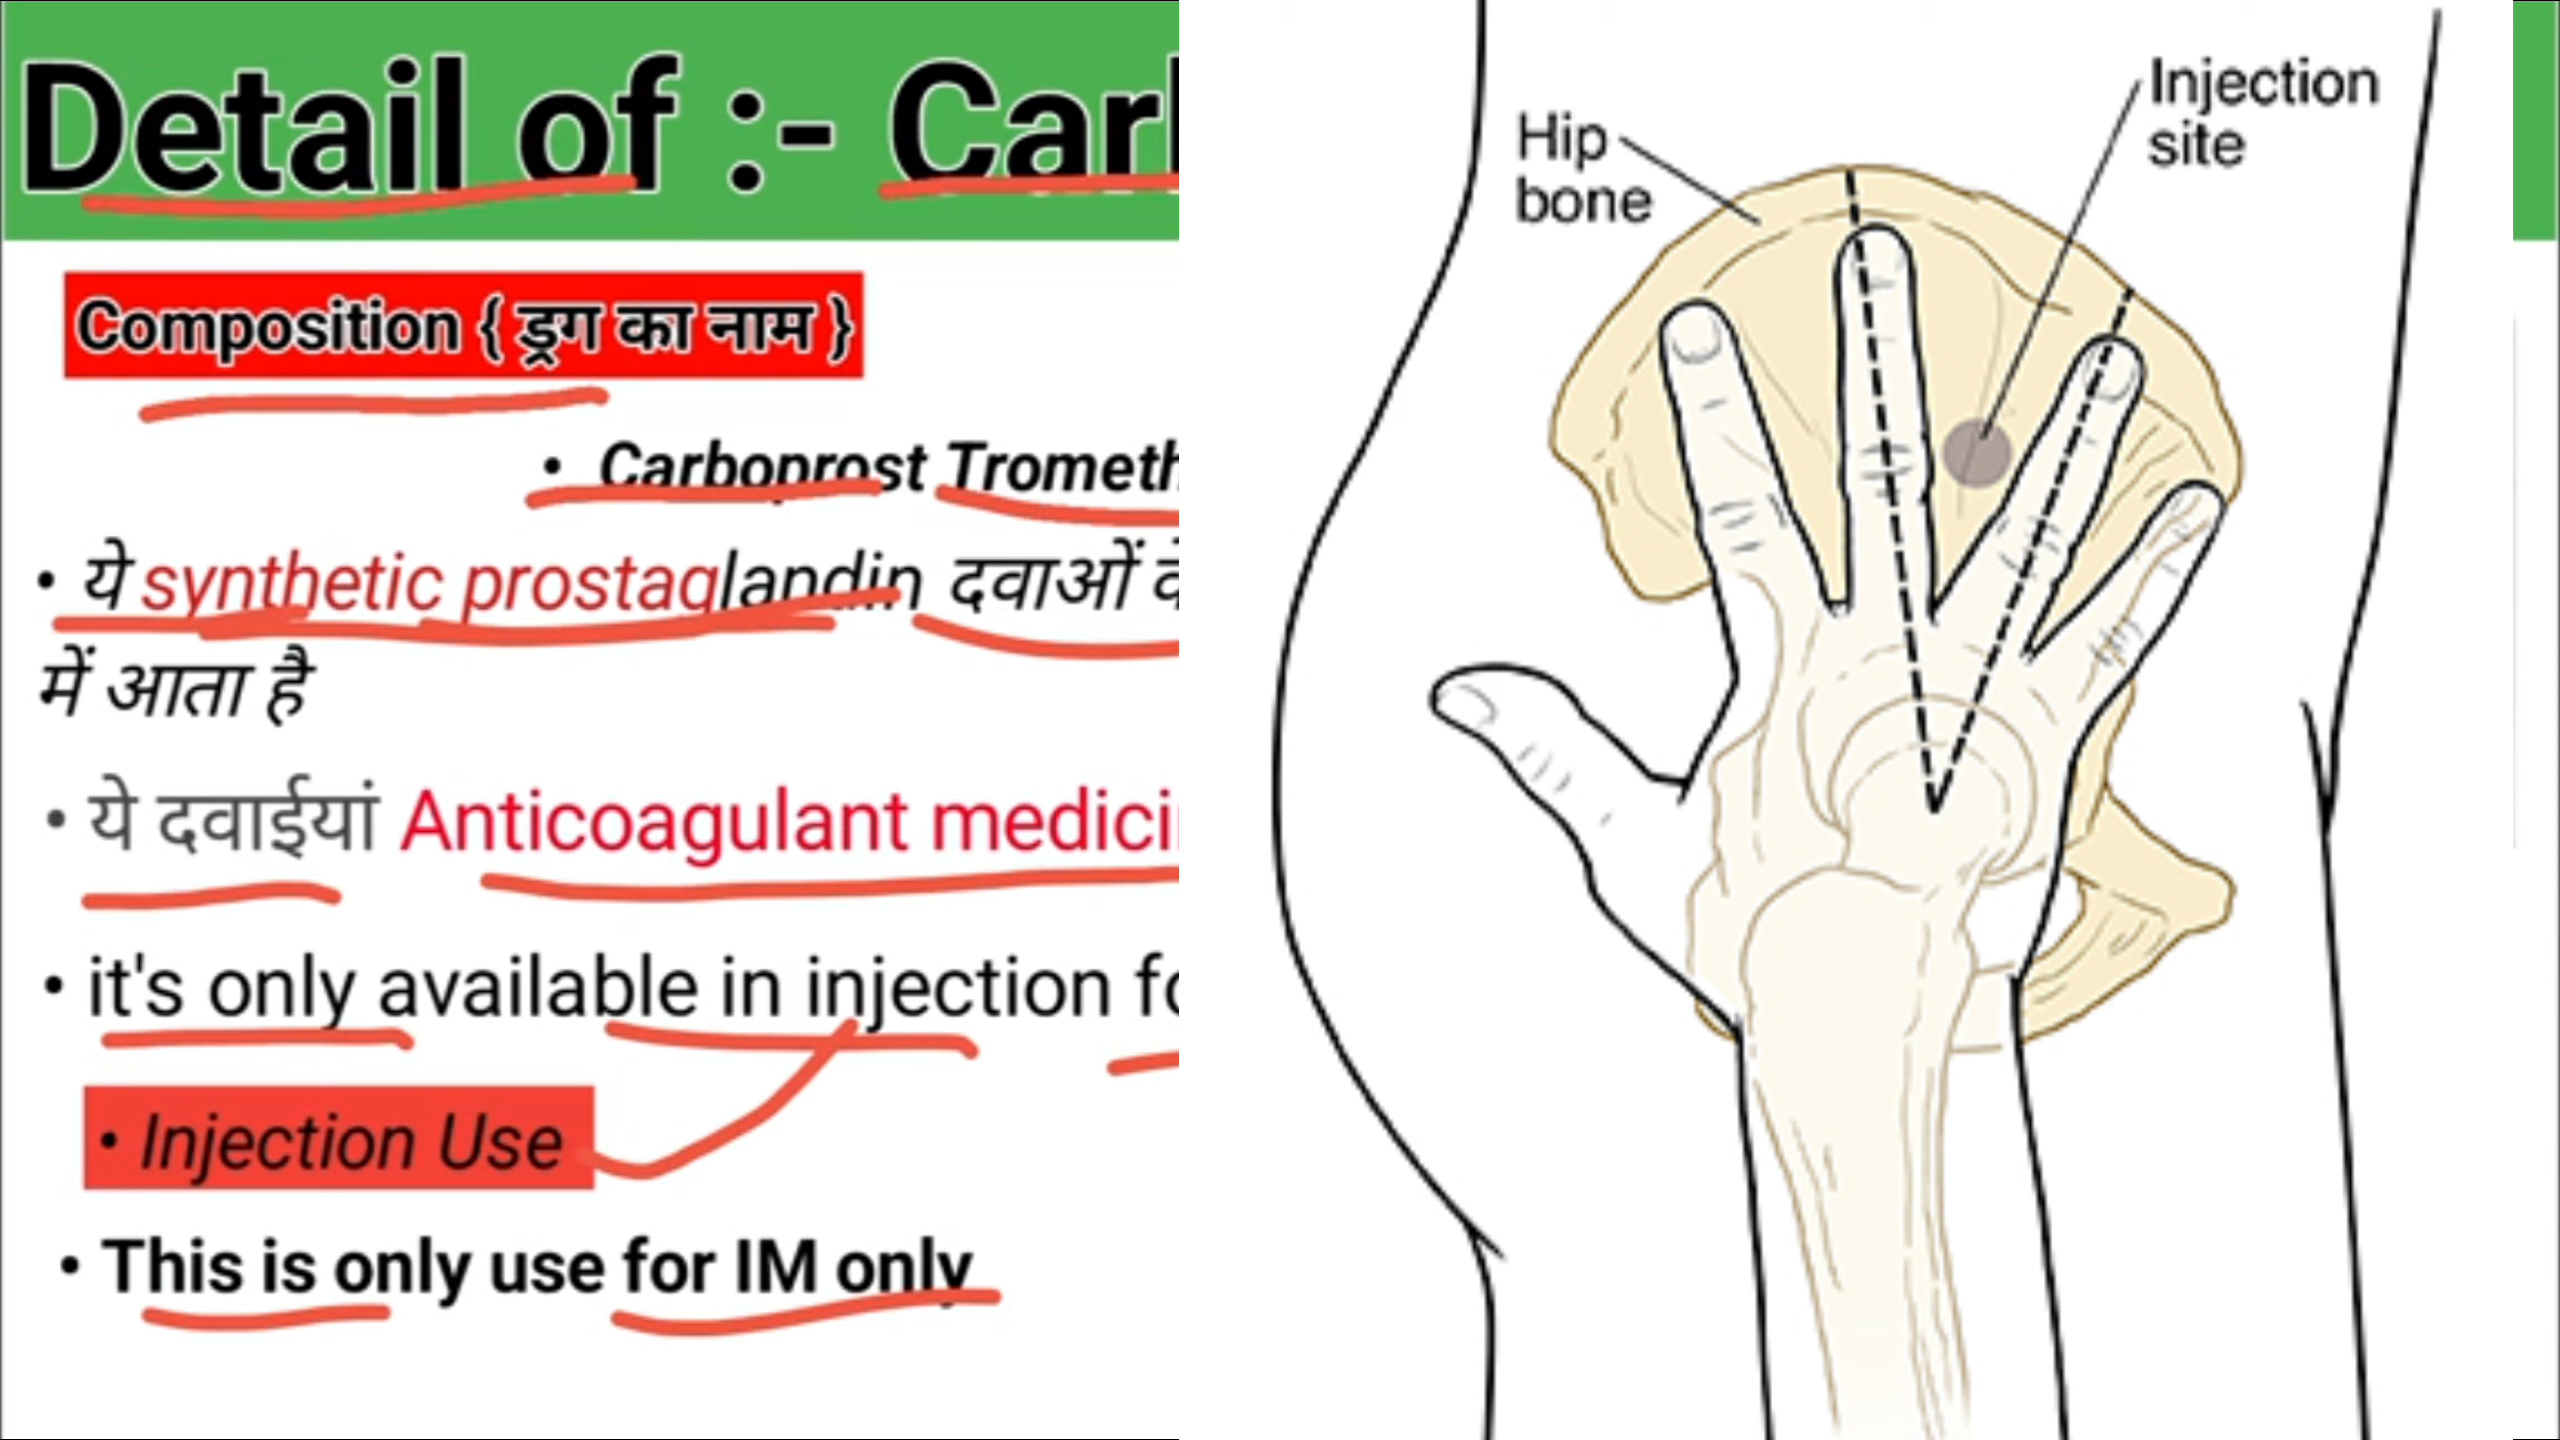 Detail of :- Car
Composition { ड्रग का नाम }
• Carboprost Trometh
• ये synthetic prostaglandin दवाओं
में आता है
• ये दवाईयां Anticoagulant medici
• it's only available in injection
• Injection Use
• This is only use for IM only
Hip
bone
Injection
site